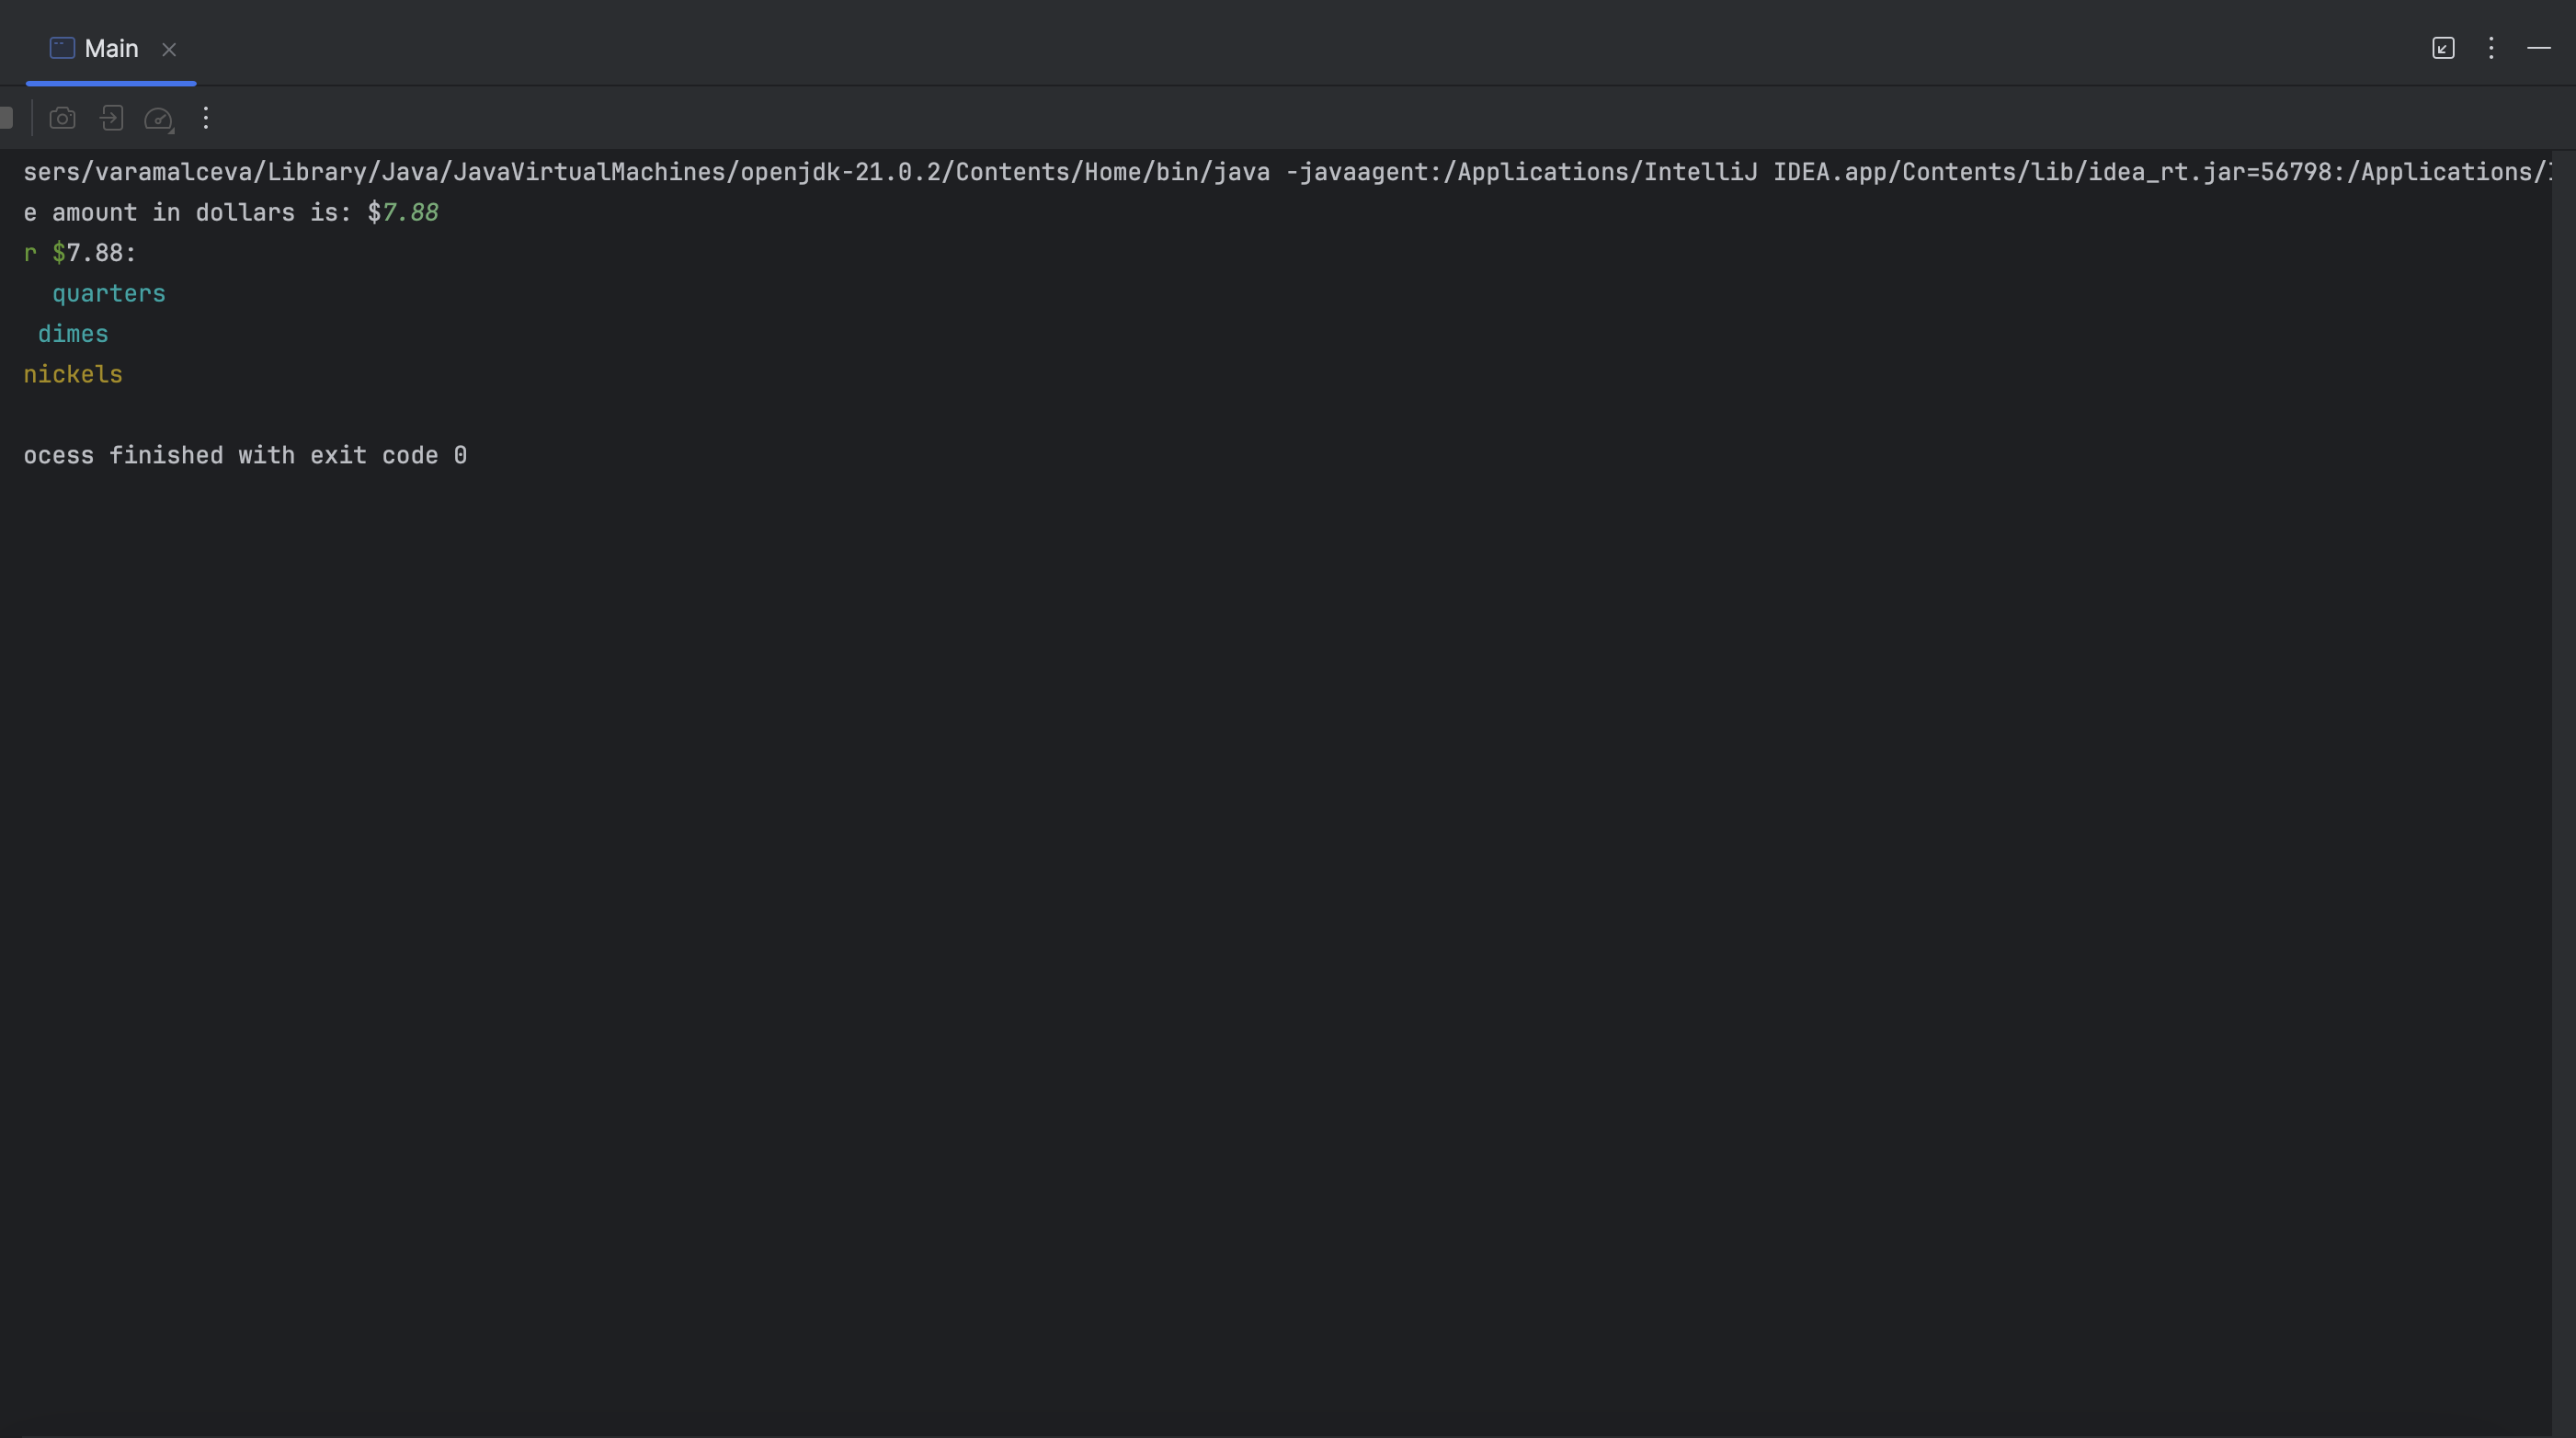 Main
sers/varamalceva/Library/Java/JavaVirtualMachines/openjdk-21.0.2/Contents/Home/bin/java -javaagent:/Applications/IntelliJ IDEA.app/Contents/lib/idea_rt.jar=56798:/Applications/
e amount in dollars is: $7.88
r $7.88:
quarters
dimes
nickels
ocess finished with exit code 0